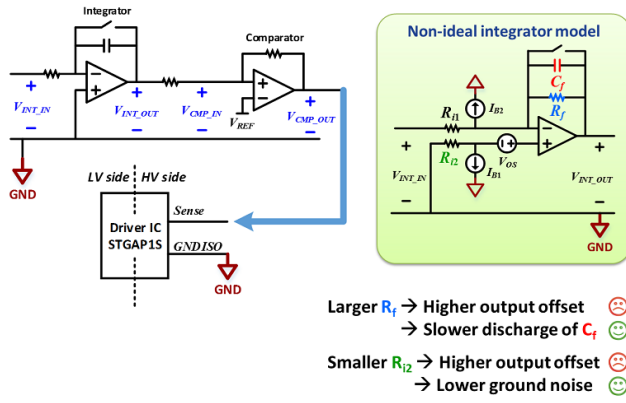 Integrator
Comparator
−
+
+
V_INT_IN
−
+
V_INT_OUT
−
+
V_CMP_IN
−
−
+
V_REF
+
V_CMP_OUT
−
GND
LV side HV side
Driver IC
STGAP1S
Sense
GNDISO
GND
Non-ideal integrator model
C_f
R_f
R_i1
I_B2
R_i2
I_B1
V_OS
−
+
+
V_INT_IN
−
+
V_INT_OUT
−
GND
Larger R_f → Higher output offset
→ Slower discharge of C_f
Smaller R_i2 → Higher output offset
→ Lower ground noise